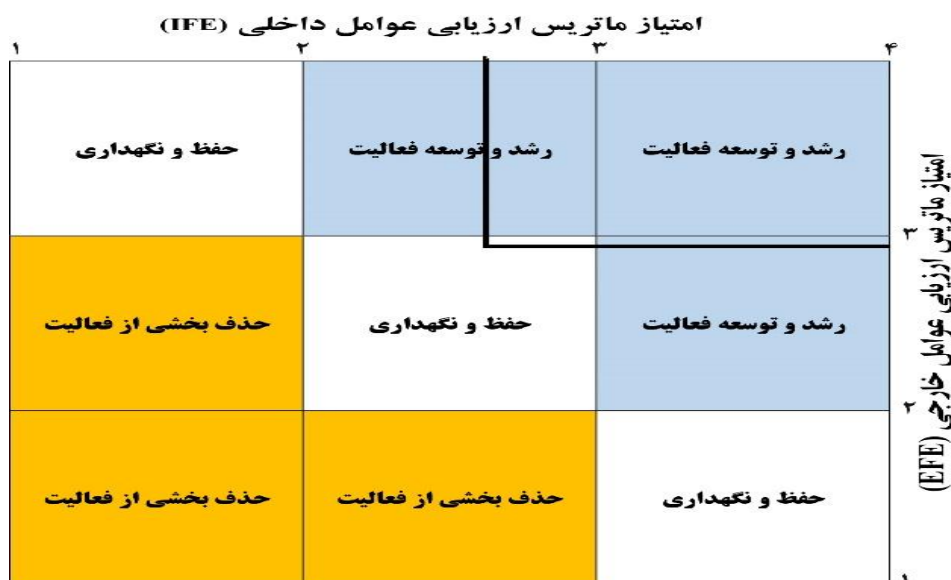 امتیاز ماتریس ارزیابی عوامل داخلی (IFE)
۱ ۲ ۳ ۴
حفظ و نگهداری
رشد و توسعه فعالیت
رشد و توسعه فعالیت
۳
حذف بخشی از فعالیت
حفظ و نگهداری
رشد و توسعه فعالیت
۲
حذف بخشی از فعالیت
حذف بخشی از فعالیت
حفظ و نگهداری
۱
امتیاز ماتریس ارزیابی عوامل خارجی (EFE)